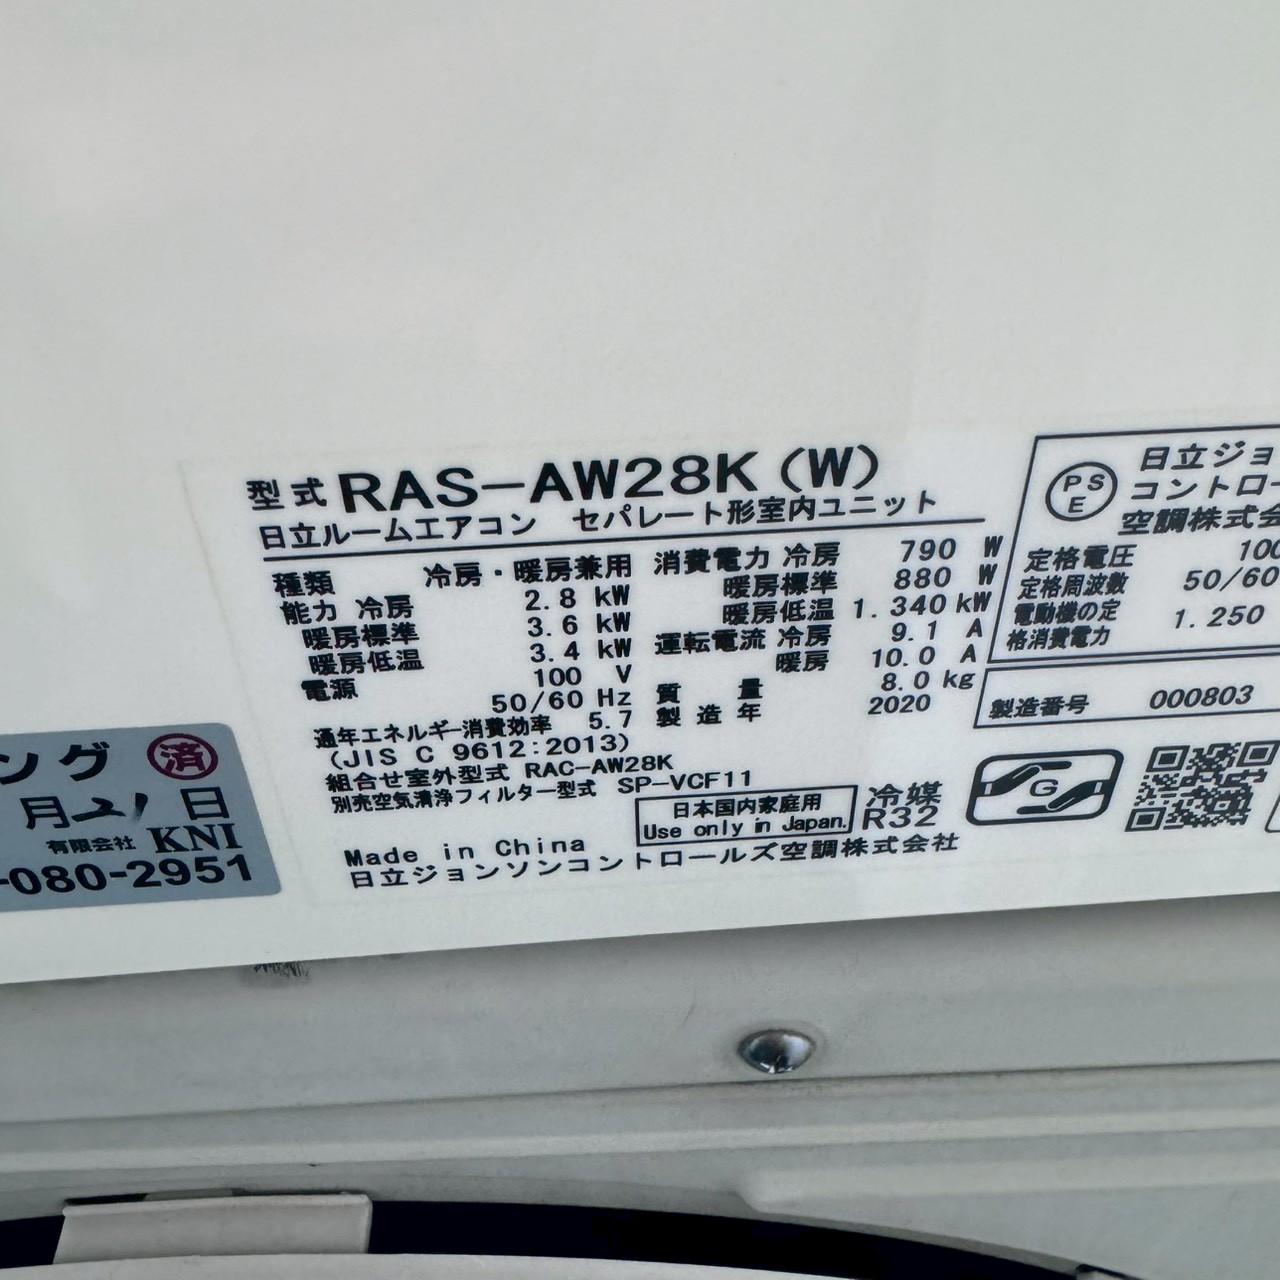 型式 RAS-AW28K(W)
日立ルームエアコン セパレート形室内ユニット
種類 冷房・暖房兼用
能力 冷房 2.8 kW
暖房標準 3.6 kW
暖房低温 3.4 kW
電源 100 V
50/60 Hz
通年エネルギー消費効率 5.7
(JIS C 9612:2013)
組合せ室外型式 RAC-AW28K
別売空気清浄フィルター型式 SP-VCF11
消費電力 冷房 790 W
暖房標準 880 W
暖房低温 1.340 kW
運転電流 冷房 9.1 A
暖房 10.0 A
質量 8.0 kg
製造年 2020
日本国内家庭用
Use only in Japan.
冷媒
R32
Made in China
日立ジョンソンコントロールズ空調株式会社
PS
E
日立ジョ
コントロー
空調株式会
定格電圧 100
定格周波数 50/60
電動機の定
格消費電力 1.250
製造番号 000803
G
ング 済
月21日
有限会社 KNI
-080-2951